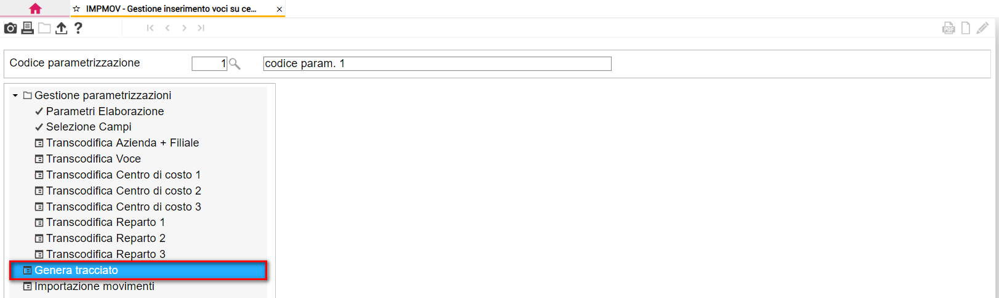 IMPMOV - Gestione inserimento voci su ce...
Codice parametrizzazione 1 codice param. 1
Gestione parametrizzazioni
Parametri Elaborazione
Selezione Campi
Transcodifica Azienda + Filiale
Transcodifica Voce
Transcodifica Centro di costo 1
Transcodifica Centro di costo 2
Transcodifica Centro di costo 3
Transcodifica Reparto 1
Transcodifica Reparto 2
Transcodifica Reparto 3
Genera tracciato
Importazione movimenti